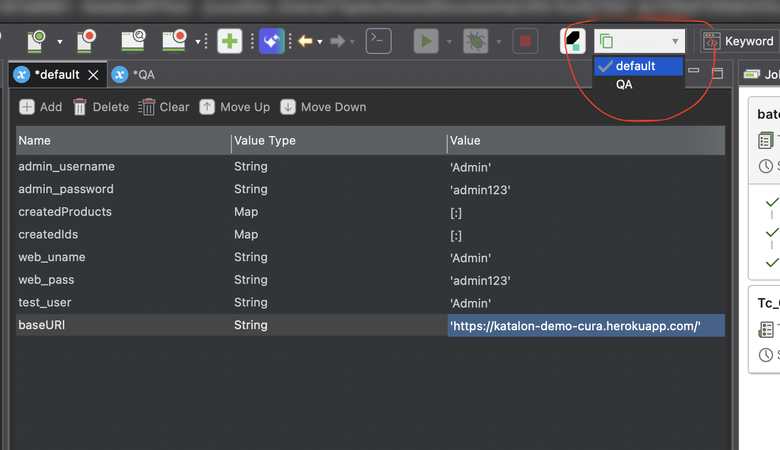 default
QA
Keyword
*default
*QA
Add Delete Clear Move Up Move Down
Name Value Type Value
admin_username String 'Admin'
admin_password String 'admin123'
createdProducts Map [:]
createdIds Map [:]
web_uname String 'Admin'
web_pass String 'admin123'
test_user String 'Admin'
baseURl String 'https://katalon-demo-cura.herokuapp.com/'